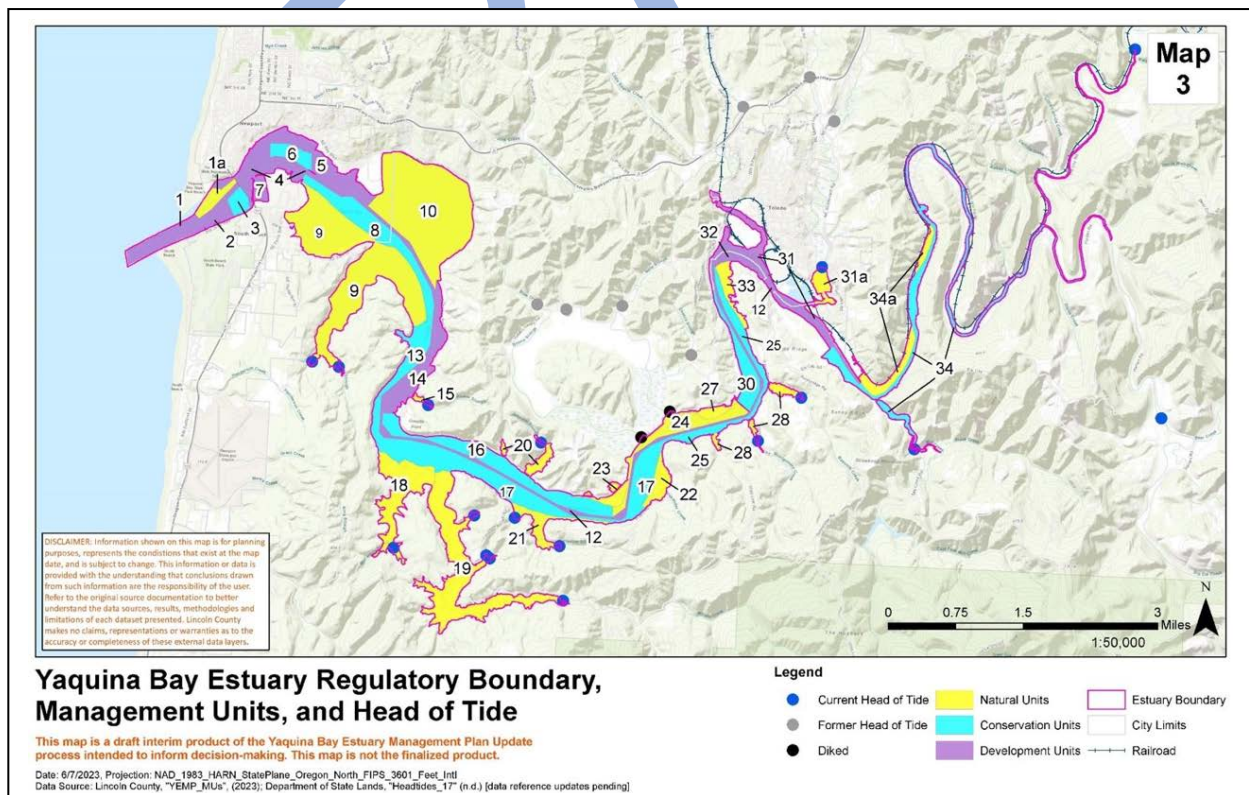 Map
3
Newport
1a
6
5
4
7
1
3
2
10
9
8
9
13
14
15
Toledo
32
31
31a
33
12
34a
25
34
30
27
28
24
28
25
28
16
20
23
17
22
17
18
21
12
19
DISCLAIMER: Information shown on this map is for planning
purposes, represents the conditions that exist at the map
date, and is subject to change. This information or data is
provided with the understanding that conclusions drawn
from such information are the responsibility of the user.
Refer to the original source documentation to better
understand the data sources, results, methodologies and
limitations of each dataset presented. Lincoln County
makes no claims, representations or warranties as to the
accuracy or completeness of these external data layers.
N
0 0.75 1.5 3
Miles
1:50,000
Yaquina Bay Estuary Regulatory Boundary,
Management Units, and Head of Tide
This map is a draft interim product of the Yaquina Bay Estuary Management Plan Update
process intended to inform decision-making. This map is not the finalized product.
Date: 6/7/2023, Projection: NAD_1983_HARN_StatePlane_Oregon_North_FIPS_3601_Feet_Intl
Data Source: Lincoln County, "YEMP_MUs", (2023); Department of State Lands, "Headtides_17" (n.d.) [data reference updates pending]
Legend
Current Head of Tide
Natural Units
Estuary Boundary
Former Head of Tide
Conservation Units
City Limits
Diked
Development Units
Railroad